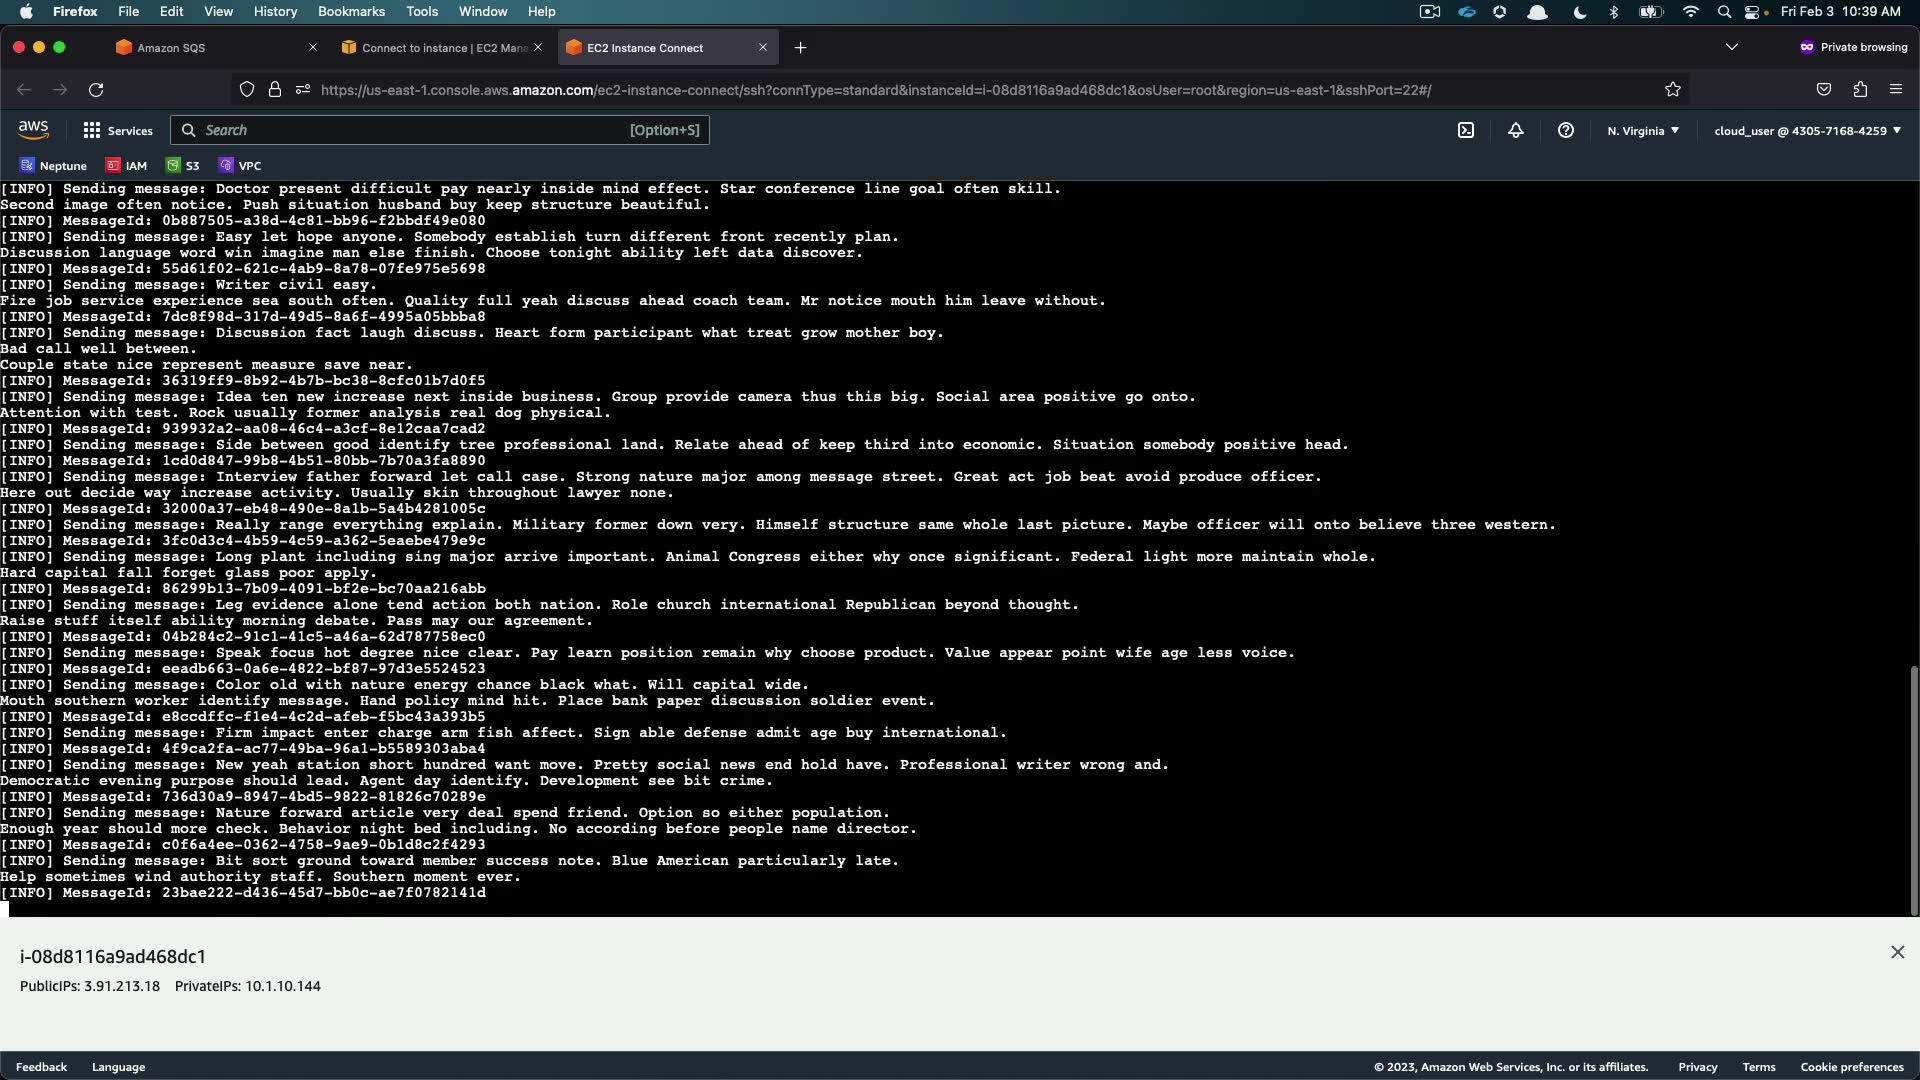 Firefox File Edit View History Bookmarks Tools Window Help Fri Feb 3 10:39 AM
Amazon SQS Connect to instance | EC2 Mana EC2 Instance Connect Private browsing
https://us-east-1.console.aws.amazon.com/ec2-instance-connect/ssh?connType=standard&instanceId=i-08d8116a9ad468dc1&osUser=root&region=us-east-1&sshPort=22#/
aws Services Search [Option+S] N. Virginia cloud_user @ 4305-7168-4259
Neptune IAM S3 VPC
[INFO] Sending message: Doctor present difficult pay nearly inside mind effect. Star conference line goal often skill.
Second image often notice. Push situation husband buy keep structure beautiful.
[INFO] MessageId: 0b887505-a38d-4c81-bb96-f2bbdf49e080
[INFO] Sending message: Easy let hope anyone. Somebody establish turn different front recently plan.
Discussion language word win imagine man else finish. Choose tonight ability left data discover.
[INFO] MessageId: 55d61f02-621c-4ab9-8a78-07fe975e5698
[INFO] Sending message: Writer civil easy.
Fire job service experience sea south often. Quality full yeah discuss ahead coach team. Mr notice mouth him leave without.
[INFO] MessageId: 7dc8f98d-317d-49d5-8a6f-4995a05bbba8
[INFO] Sending message: Discussion fact laugh discuss. Heart form participant what treat grow mother boy.
Bad call well between.
Couple state nice represent measure save near.
[INFO] MessageId: 36319ff9-8b92-4b7b-bc38-8cfc01b7d0f5
[INFO] Sending message: Idea ten new increase next inside business. Group provide camera thus this big. Social area positive go onto.
Attention with test. Rock usually former analysis real dog physical.
[INFO] MessageId: 939932a2-aa08-46c4-a3cf-8e12caa7cad2
[INFO] Sending message: Side between good identify tree professional land. Relate ahead of keep third into economic. Situation somebody positive head.
[INFO] MessageId: 1cd0d847-99b8-4b51-80bb-7b70a3fa8890
[INFO] Sending message: Interview father forward let call case. Strong nature major among message street. Great act job beat avoid produce officer.
Here out decide way increase activity. Usually skin throughout lawyer none.
[INFO] MessageId: 32000a37-eb48-490e-8a1b-5a4b4281005c
[INFO] Sending message: Really range everything explain. Military former down very. Himself structure same whole last picture. Maybe officer will onto believe three western.
[INFO] MessageId: 3fc0d3c4-4b59-4c59-a362-5eaebe479e9c
[INFO] Sending message: Long plant including sing major arrive important. Animal Congress either why once significant. Federal light more maintain whole.
Hard capital fall forget glass poor apply.
[INFO] MessageId: 86299b13-7b09-4091-bf2e-bc70aa216abb
[INFO] Sending message: Leg evidence alone tend action both nation. Role church international Republican beyond thought.
Raise stuff itself ability morning debate. Pass may our agreement.
[INFO] MessageId: 04b284c2-91c1-41c5-a46a-62d787758ec0
[INFO] Sending message: Speak focus hot degree nice clear. Pay learn position remain why choose product. Value appear point wife age less voice.
[INFO] MessageId: eeadb663-0a6e-4822-bf87-97d3e5524523
[INFO] Sending message: Color old with nature energy chance black what. Will capital wide.
Mouth southern worker identify message. Hand policy mind hit. Place bank paper discussion soldier event.
[INFO] MessageId: e8ccdffc-f1e4-4c2d-afeb-f5bc43a393b5
[INFO] Sending message: Firm impact enter charge arm fish affect. Sign able defense admit age buy international.
[INFO] MessageId: 4f9ca2fa-ac77-49ba-96a1-b5589303aba4
[INFO] Sending message: New yeah station short hundred want move. Pretty social news end hold have. Professional writer wrong and.
Democratic evening purpose should lead. Agent day identify. Development see bit crime.
[INFO] MessageId: 736d30a9-8947-4bd5-9822-81826c70289e
[INFO] Sending message: Nature forward article very deal spend friend. Option so either population.
Enough year should more check. Behavior night bed including. No according before people name director.
[INFO] MessageId: c0f6a4ee-0362-4758-9ae9-0b1d8c2f4293
[INFO] Sending message: Bit sort ground toward member success note. Blue American particularly late.
Help sometimes wind authority staff. Southern moment ever.
[INFO] MessageId: 23bae222-d436-45d7-bb0c-ae7f0782141d
i-08d8116a9ad468dc1
PublicIPs: 3.91.213.18 PrivateIPs: 10.1.10.144
Feedback Language © 2023, Amazon Web Services, Inc. or its affiliates. Privacy Terms Cookie preferences